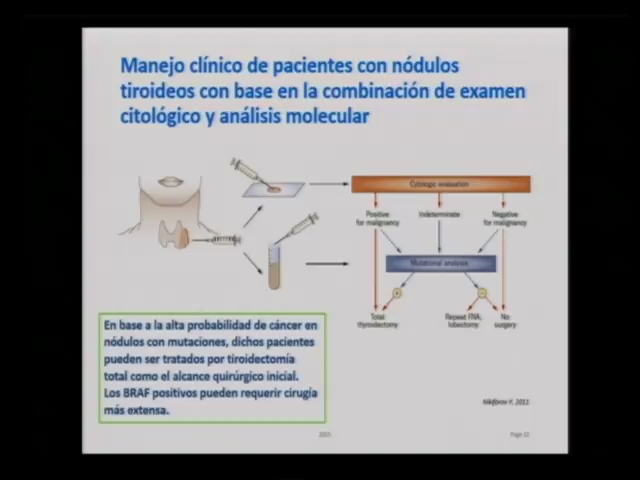 Manejo clínico de pacientes con nódulos
tiroideos con base en la combinación de examen
citológico y análisis molecular
Cytologic evaluation
Positive
for malignancy
Indeterminate
Negative
for malignancy
Mutational analysis
+
–
Total
thyroidectomy
Repeat FNA,
lobectomy
No
surgery
En base a la alta probabilidad de cáncer en
nódulos con mutaciones, dichos pacientes
pueden ser tratados por tiroidectomía
total como el alcance quirúrgico inicial.
Los BRAF positivos pueden requerir cirugía
más extensa.
Nikiforov Y. 2011
2015
Page 12